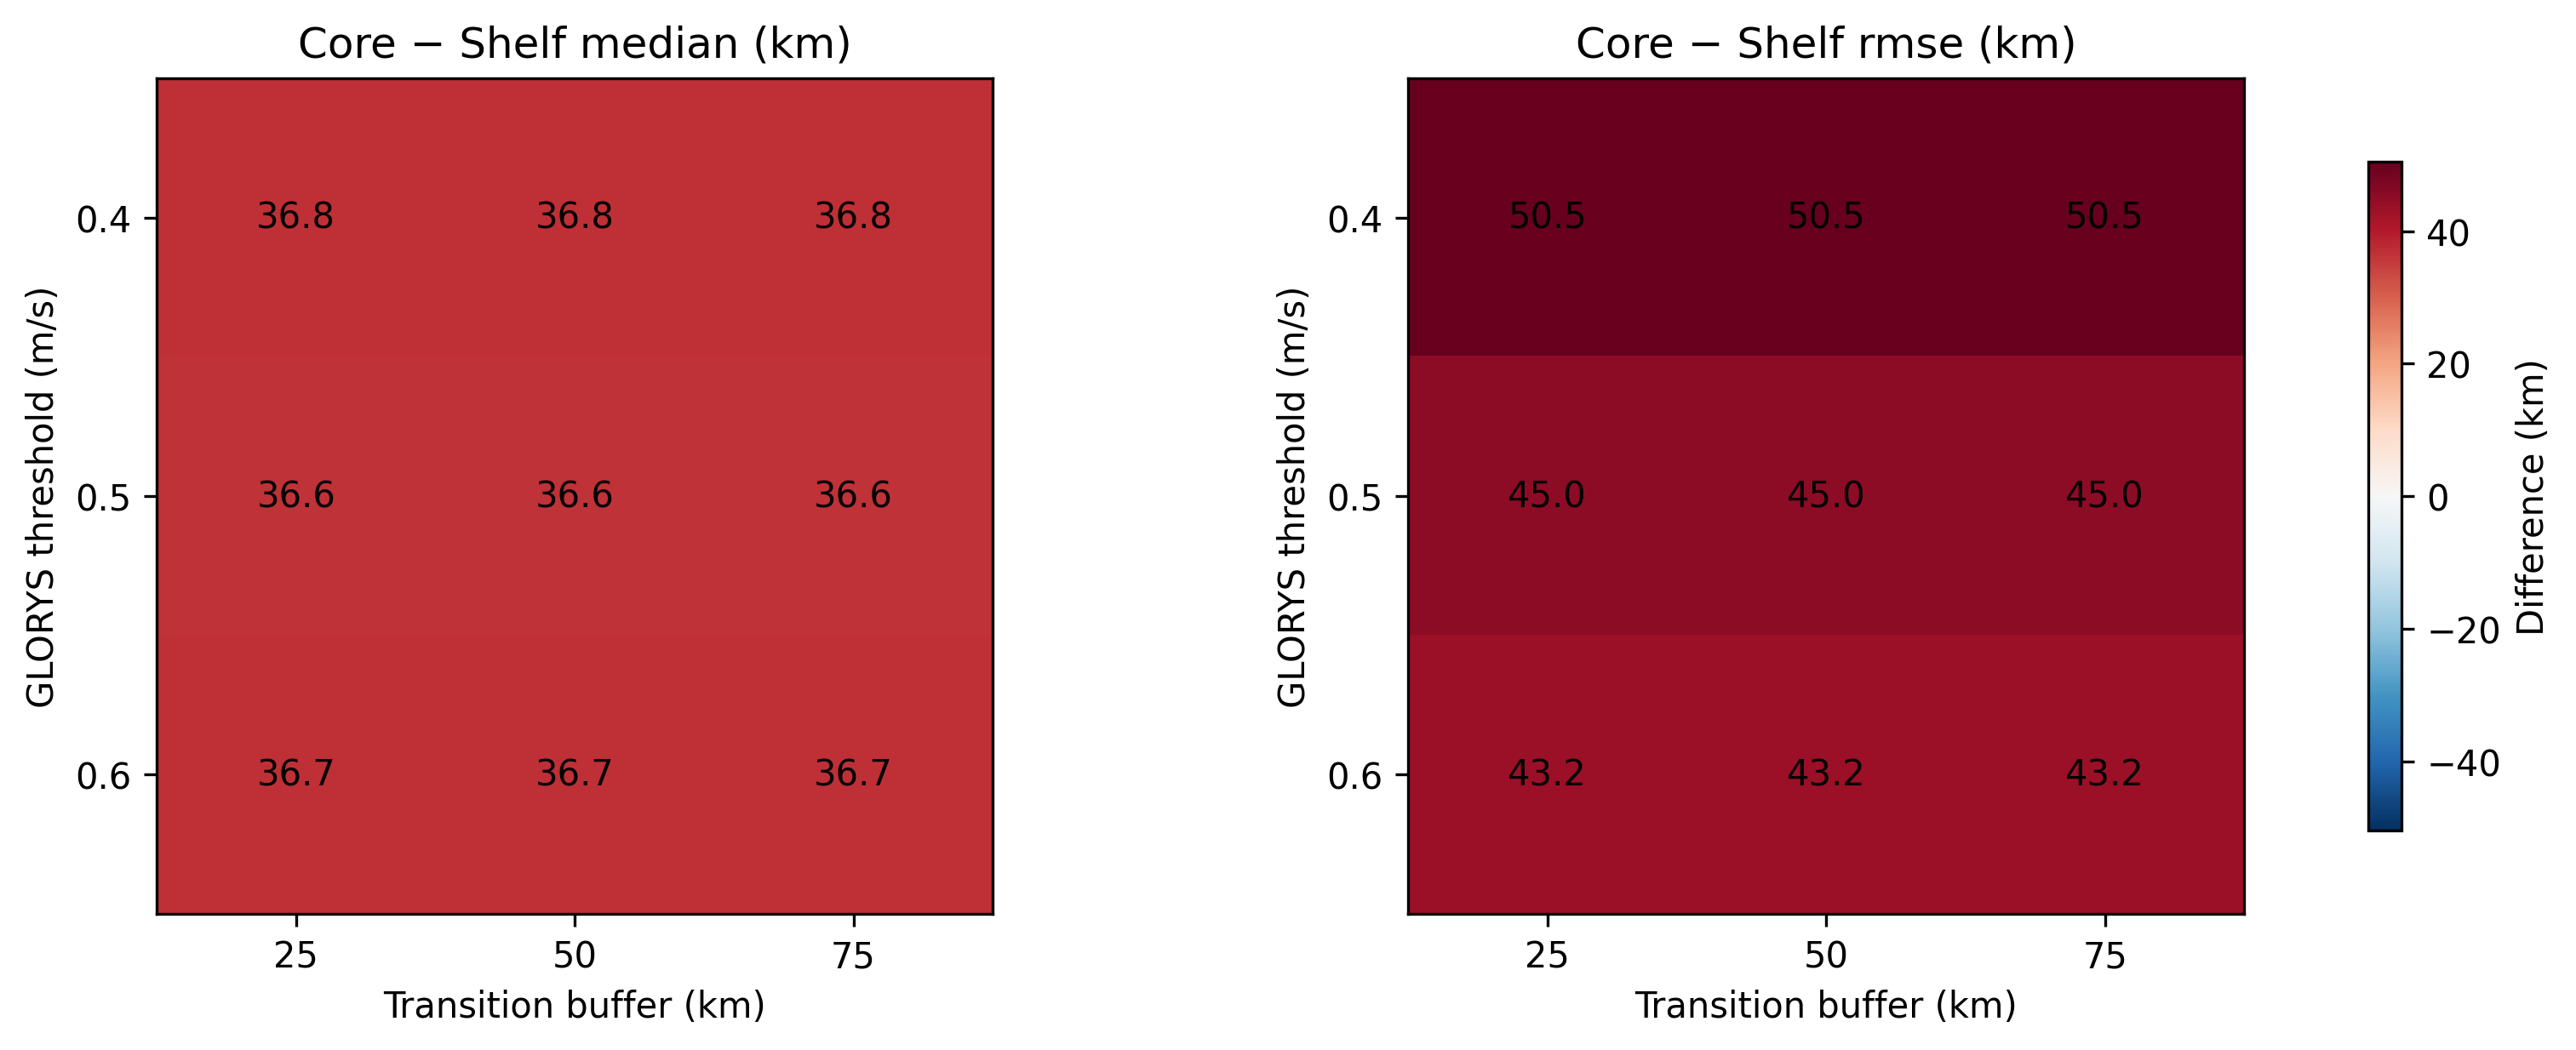 Core − Shelf median (km)
GLORYS threshold (m/s)
0.4
36.8 36.8 36.8
0.5
36.6 36.6 36.6
0.6
36.7 36.7 36.7
25 50 75
Transition buffer (km)
Core − Shelf rmse (km)
GLORYS threshold (m/s)
0.4
50.5 50.5 50.5
0.5
45.0 45.0 45.0
0.6
43.2 43.2 43.2
25 50 75
Transition buffer (km)
40
20
0
−20
−40
Difference (km)